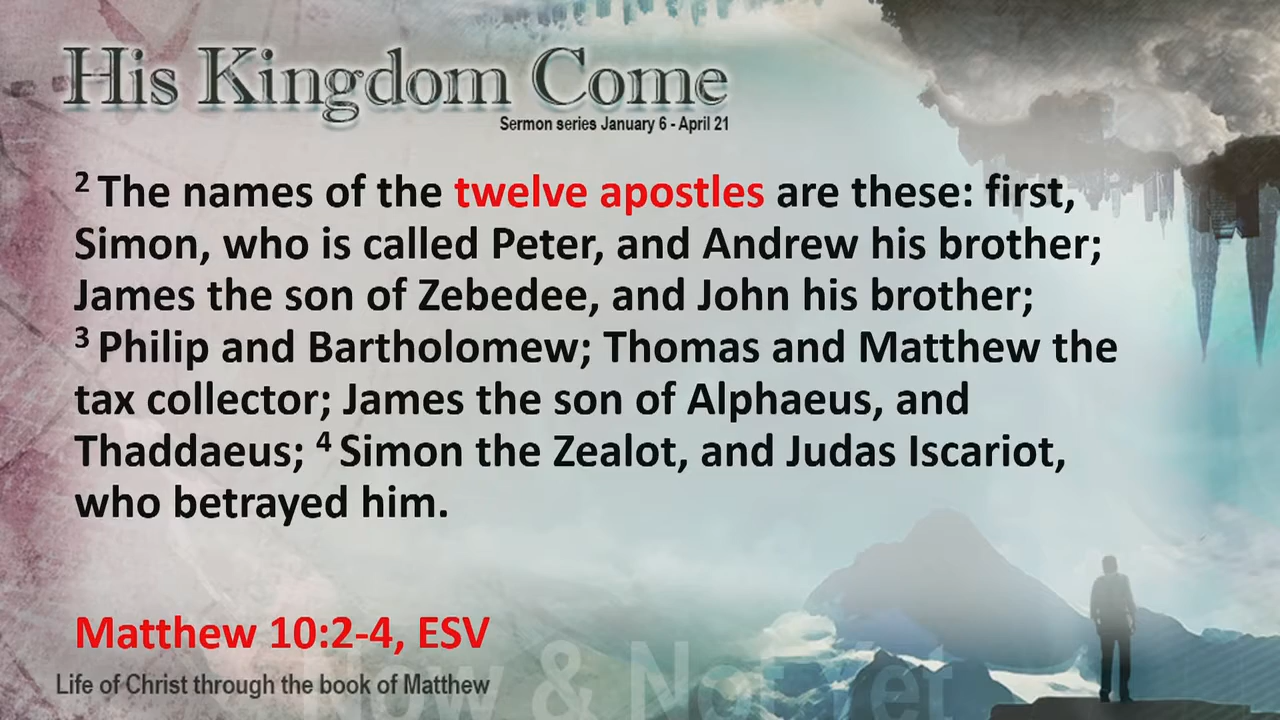 His Kingdom Come
Sermon series January 6 - April 21
2 The names of the twelve apostles are these: first,
Simon, who is called Peter, and Andrew his brother;
James the son of Zebedee, and John his brother;
3 Philip and Bartholomew; Thomas and Matthew the
tax collector; James the son of Alphaeus, and
Thaddaeus; 4 Simon the Zealot, and Judas Iscariot,
who betrayed him.
Matthew 10:2-4, ESV
Now & Not Yet
Life of Christ through the book of Matthew